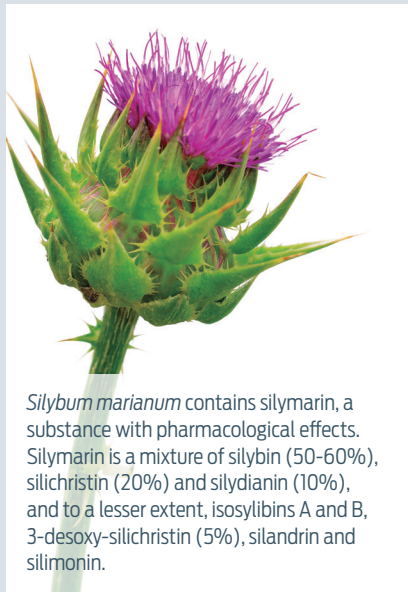 Silybum marianum contains silymarin, a
substance with pharmacological effects.
Silymarin is a mixture of silybin (50-60%),
silichristin (20%) and silydianin (10%),
and to a lesser extent, isosylibins A and B,
3-desoxy-silichristin (5%), silandrin and
silimonin.